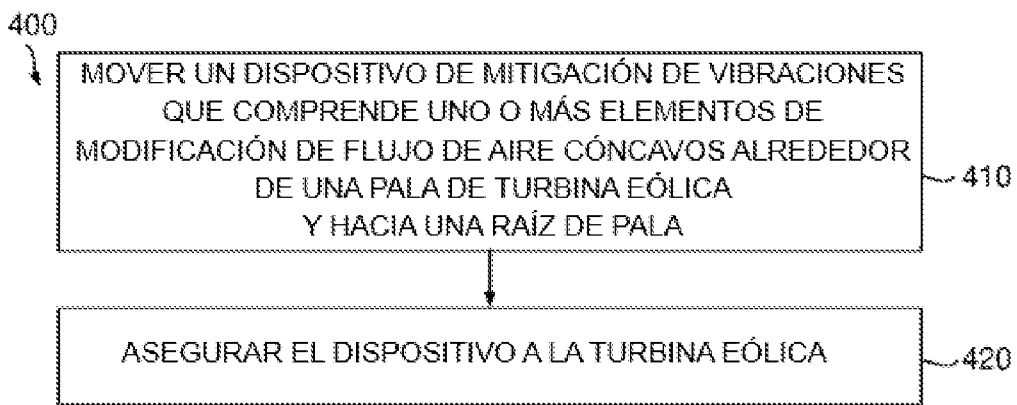 400
MOVER UN DISPOSITIVO DE MITIGACIÓN DE VIBRACIONES
QUE COMPRENDE UNO O MÁS ELEMENTOS DE
MODIFICACIÓN DE FLUJO DE AIRE CÓNCAVOS ALREDEDOR
DE UNA PALA DE TURBINA EÓLICA
Y HACIA UNA RAÍZ DE PALA
410
ASEGURAR EL DISPOSITIVO A LA TURBINA EÓLICA
420